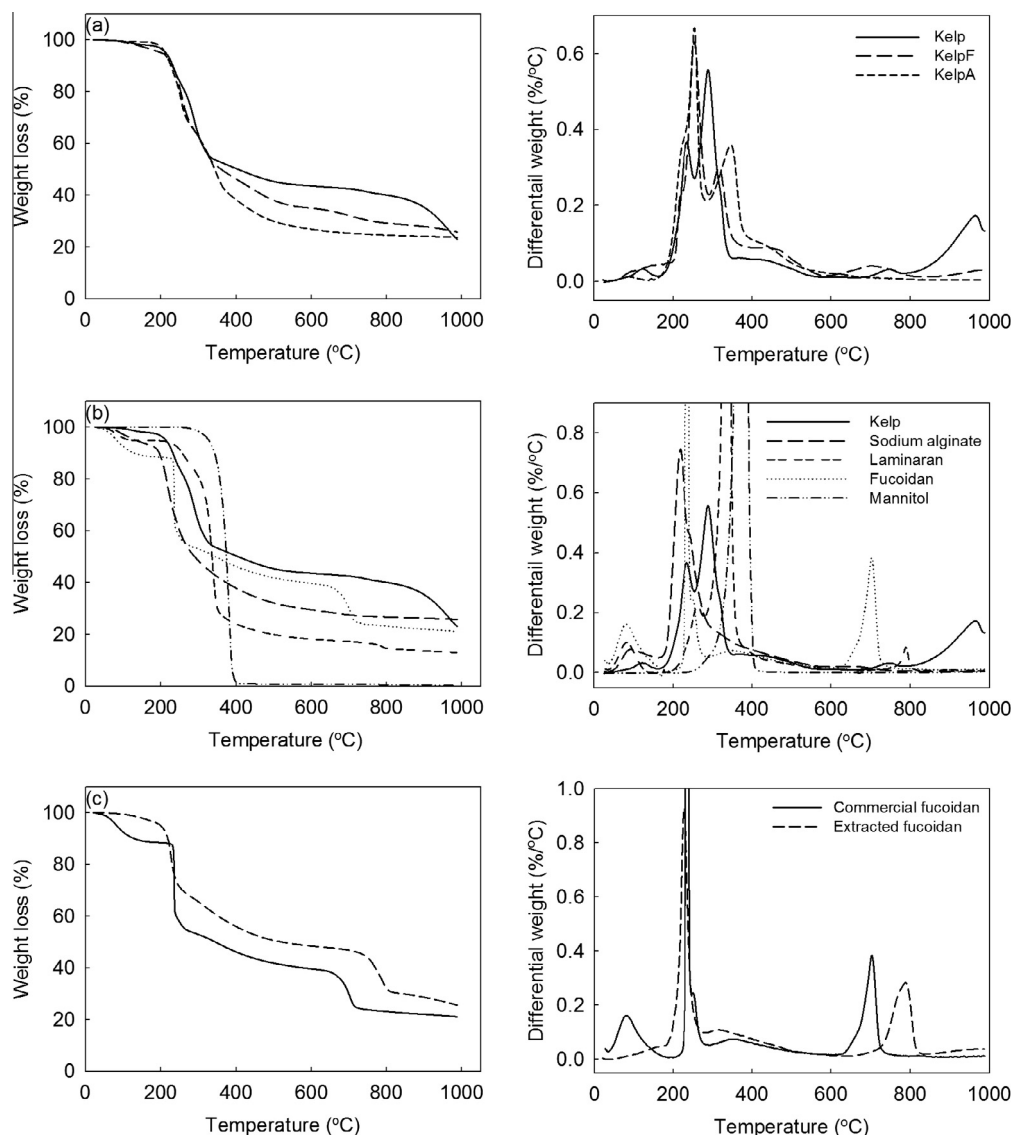 (a)
Weight loss (%)
100
80
60
40
20
0
0 200 400 600 800 1000
Temperature (°C)
Differentail weight (%/°C)
0.6
0.4
0.2
0.0
0 200 400 600 800 1000
Temperature (°C)
Kelp
KelpF
KelpA
(b)
Weight loss (%)
100
80
60
40
20
0
0 200 400 600 800 1000
Temperature (°C)
Differentail weight (%/°C)
0.8
0.6
0.4
0.2
0.0
0 200 400 600 800 1000
Temperature (°C)
Kelp
Sodium alginate
Laminaran
Fucoidan
Mannitol
(c)
Weight loss (%)
100
80
60
40
20
0
0 200 400 600 800 1000
Temperature (°C)
Differential weight (%/°C)
1.0
0.8
0.6
0.4
0.2
0.0
0 200 400 600 800 1000
Temperature (°C)
Commercial fucoidan
Extracted fucoidan